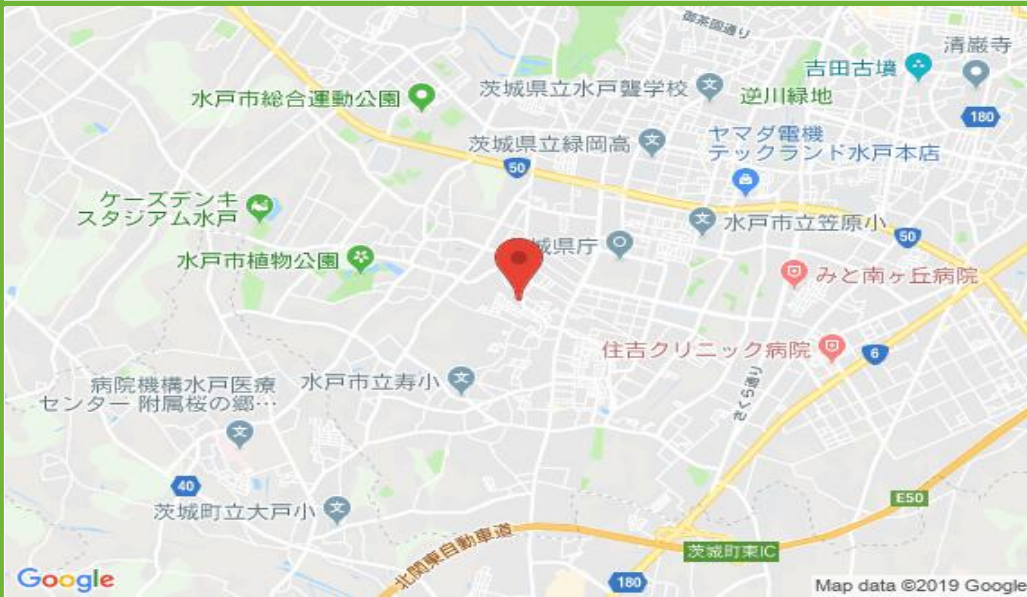 御茶園通り
清巌寺
吉田古墳
茨城県立水戸聾学校
逆川緑地
水戸市総合運動公園
180
茨城県立緑岡高
ヤマダ電機
テックランド水戸本店
50
ケーズデンキ
スタジアム水戸
水戸市立笠原小
50
城県庁
水戸市植物公園
みと南ヶ丘病院
住吉クリニック病院
6
病院機構水戸医療
センター 附属桜の郷…
水戸市立寿小
さくら通り
40
茨城町立大戸小
E50
北関東自動車道
茨城町東IC
Google
180
Map data ©2019 Google